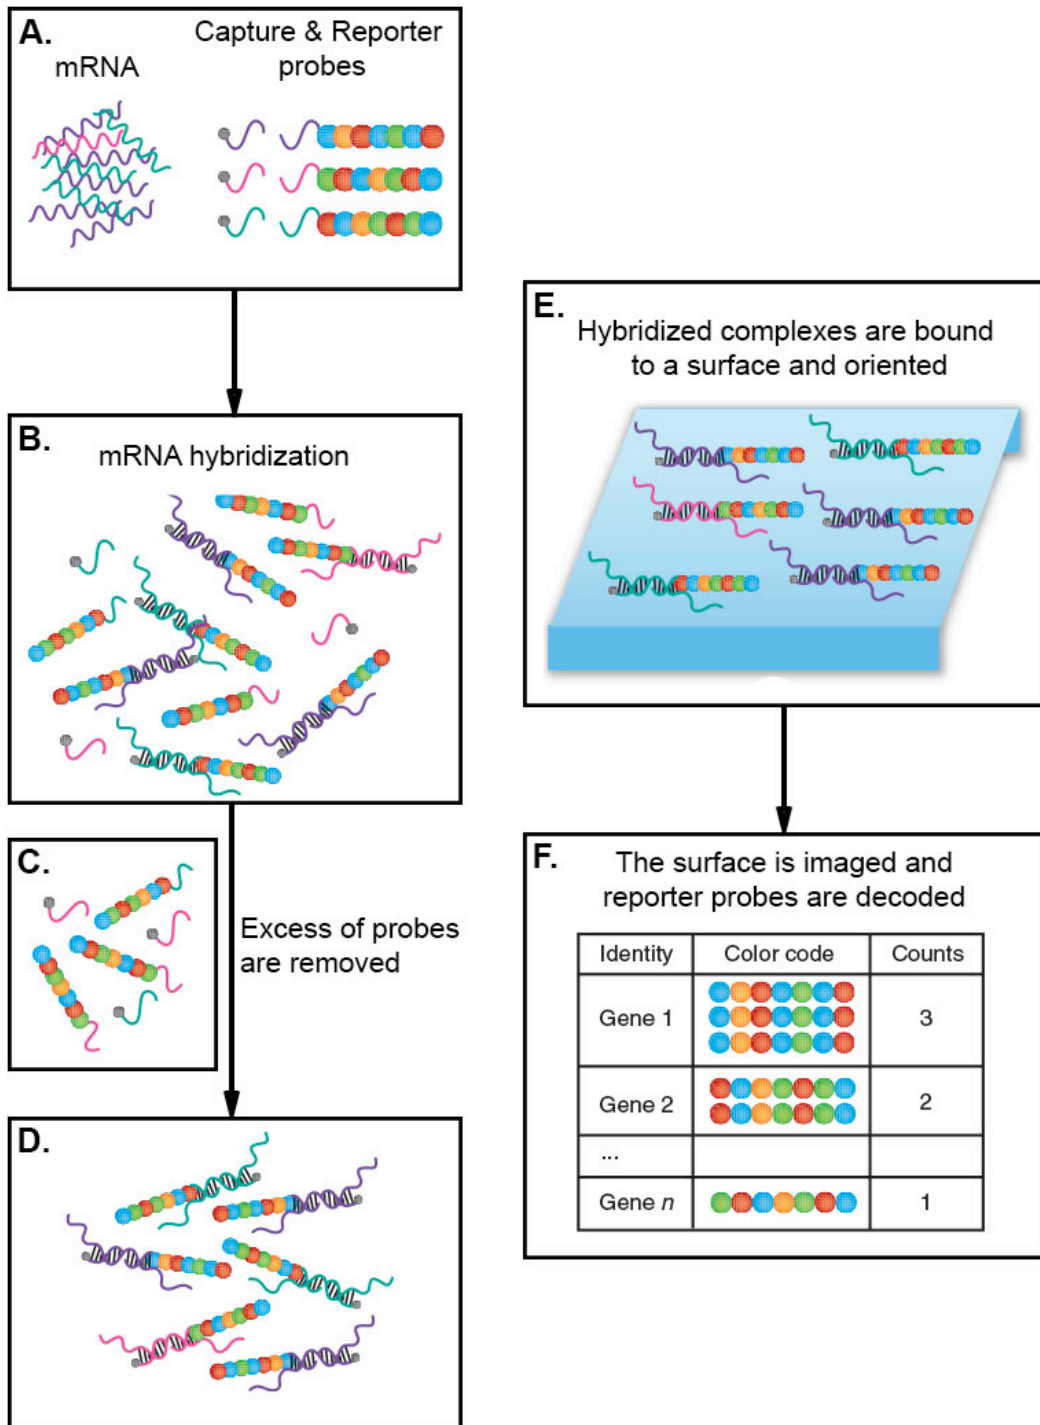 A.
mRNA
Capture & Reporter
probes
B.
mRNA hybridization
C.
Excess of probes
are removed
D.
E.
Hybridized complexes are bound
to a surface and oriented
F.
The surface is imaged and
reporter probes are decoded
Identity Color code Counts
Gene 1 3
Gene 2 2
...
Gene n 1